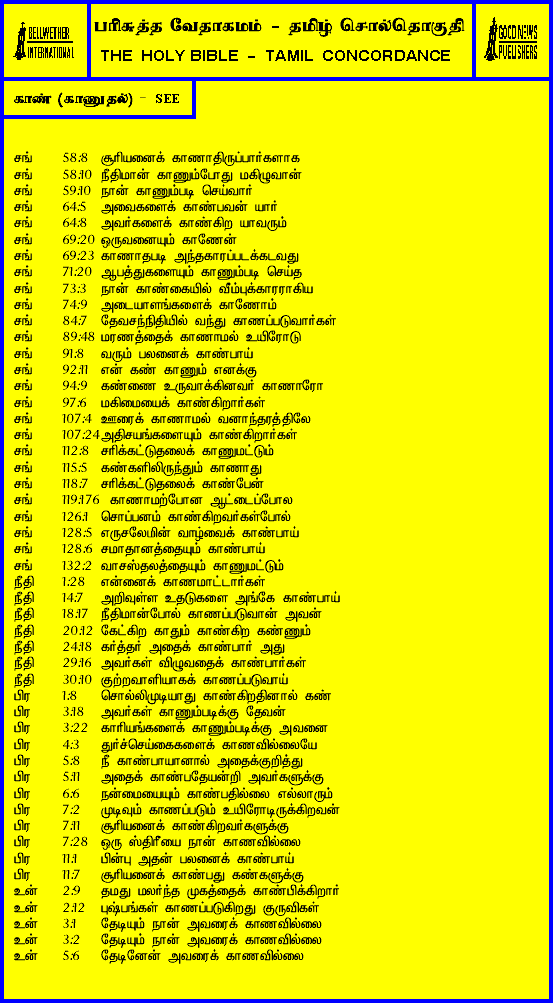 BELLWETHER
INTERNATIONAL
பரிசுத்த வேதாகமம் - தமிழ் சொல்தொகுதி
THE HOLY BIBLE - TAMIL CONCORDANCE
GOOD NEWS
PUBLISHERS
காண் (காணுதல்) - SEE
சங் 58:8 சூரியனைக் காணாதிருப்பார்களாக
சங் 58:10 நீதிமான் காணும்போது மகிழுவான்
சங் 59:10 நான் காணும்படி செய்வார்
சங் 64:5 அவைகளைக் காண்பவன் யார்
சங் 64:8 அவர்களைக் காண்கிற யாவரும்
சங் 69:20 ஒருவனையும் காணேன்
சங் 69:23 காணாதபடி அந்தகாரப்படக்கடவது
சங் 71:20 ஆபத்துகளையும் காணும்படி செய்த
சங் 73:3 நான் காண்கையில் வீம்புக்காரராகிய
சங் 74:9 அடையாளங்களைக் காணோம்
சங் 84:7 தேவசந்நிதியில் வந்து காணப்படுவார்கள்
சங் 89:48 மரணத்தைக் காணாமல் உயிரோடு
சங் 91:8 வரும் பலனைக் காண்பாய்
சங் 92:11 என் கண் காணும் எனக்கு
சங் 94:9 கண்ணை உருவாக்கினவர் காணாரோ
சங் 97:6 மகிமையைக் காண்கிறார்கள்
சங் 107:4 ஊரைக் காணாமல் வனாந்தரத்திலே
சங் 107:24 அதிசயங்களையும் காண்கிறார்கள்
சங் 112:8 சரிக்கட்டுதலைக் காணுமட்டும்
சங் 115:5 கண்களிலிருந்தும் காணாது
சங் 118:7 சரிக்கட்டுதலைக் காண்பேன்
சங் 119:176 காணாமற்போன ஆட்டைப்போல
சங் 126:1 சொப்பனம் காண்கிறவர்கள்போல்
சங் 128:5 எருசலேமின் வாழ்வைக் காண்பாய்
சங் 128:6 சமாதானத்தையும் காண்பாய்
சங் 132:2 வாசஸ்தலத்தையும் காணுமட்டும்
நீதி 1:28 என்னைக் காணமாட்டார்கள்
நீதி 14:7 அறிவுள்ள உதடுகளை அங்கே காண்பாய்
நீதி 18:17 நீதிமான்போல் காணப்படுவான் அவன்
நீதி 20:12 கேட்கிற காதும் காண்கிற கண்ணும்
நீதி 24:18 கர்த்தர் அதைக் காண்பார் அது
நீதி 29:16 அவர்கள் விழுவதைக் காண்பார்கள்
நீதி 30:10 குற்றவாளியாகக் காணப்படுவாய்
பிர 1:8 சொல்லிமுடியாது காண்கிறதினால் கண்
பிர 3:18 அவர்கள் காணும்படிக்கு தேவன்
பிர 3:22 காரியங்களைக் காணும்படிக்கு அவனை
பிர 4:3 துர்ச்செய்கைகளைக் காணவில்லையே
பிர 5:8 நீ காண்பாயானால் அதைக்குறித்து
பிர 5:11 அதைக் காண்பதேயன்றி அவர்களுக்கு
பிர 6:6 நன்மையையும் காண்பதில்லை எல்லாரும்
பிர 7:2 முடிவும் காணப்படும் உயிரோடிருக்கிறவன்
பிர 7:11 சூரியனைக் காண்கிறவர்களுக்கு
பிர 7:28 ஒரு ஸ்திரீயை நான் காணவில்லை
பிர 11:1 பின்பு அதன் பலனைக் காண்பாய்
பிர 11:7 சூரியனைக் காண்பது கண்களுக்கு
உன் 2:9 தமது மலர்ந்த முகத்தைக் காண்பிக்கிறார்
உன் 2:12 புஷ்பங்கள் காணப்படுகிறது குருவிகள்
உன் 3:1 தேடியும் நான் அவரைக் காணவில்லை
உன் 3:2 தேடியும் நான் அவரைக் காணவில்லை
உன் 5:6 தேடினேன் அவரைக் காணவில்லை